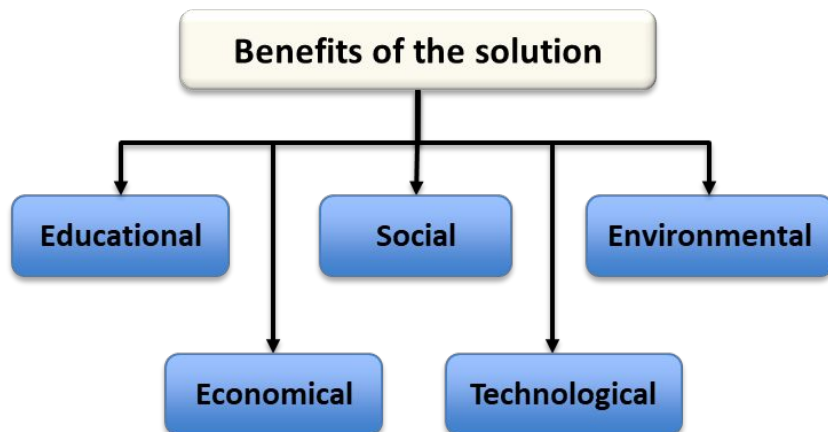 Benefits of the solution
Educational
Social
Environmental
Economical
Technological